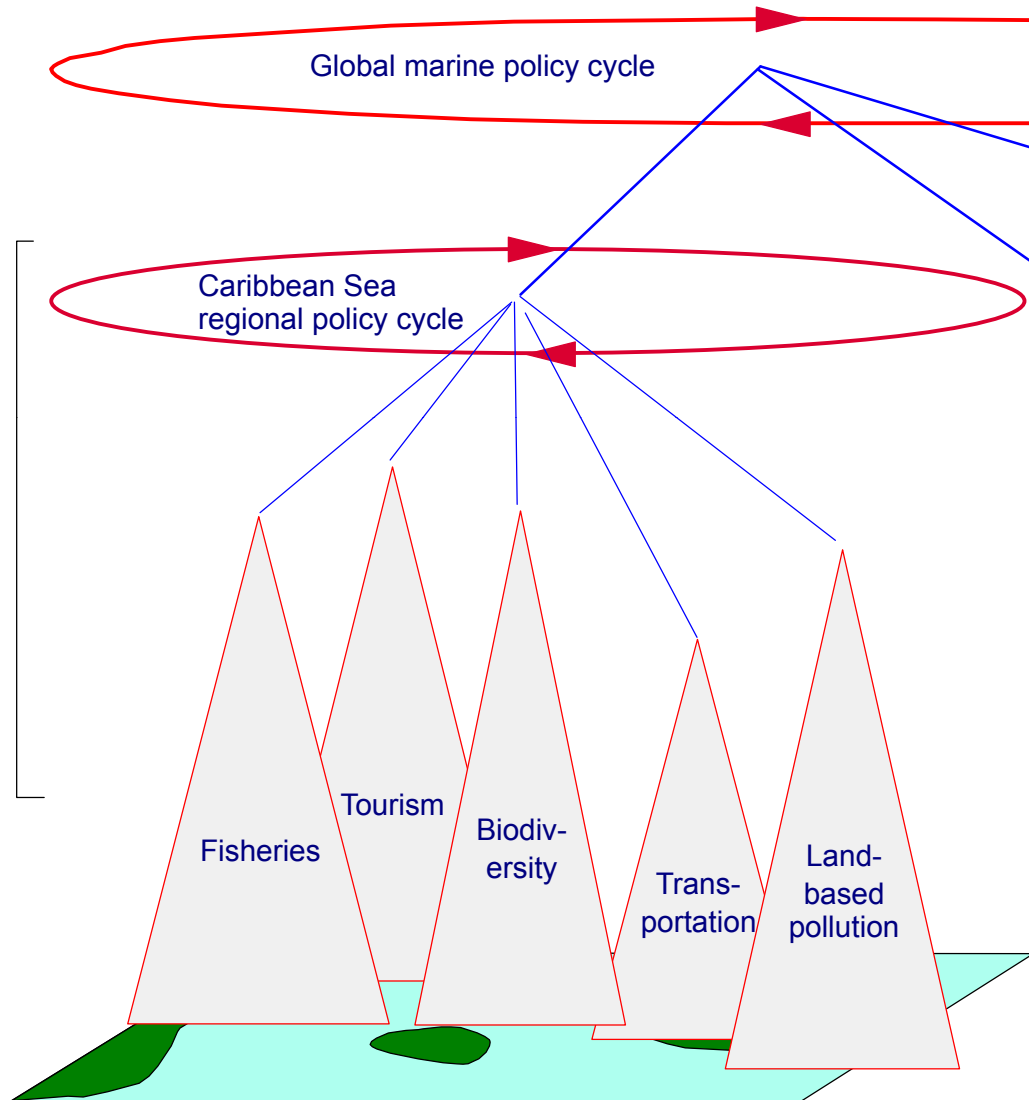 Global marine policy cycle
Caribbean Sea
regional policy cycle
Tourism
Fisheries
Biodiv-
ersity
Trans-
portation
Land-
based
pollution